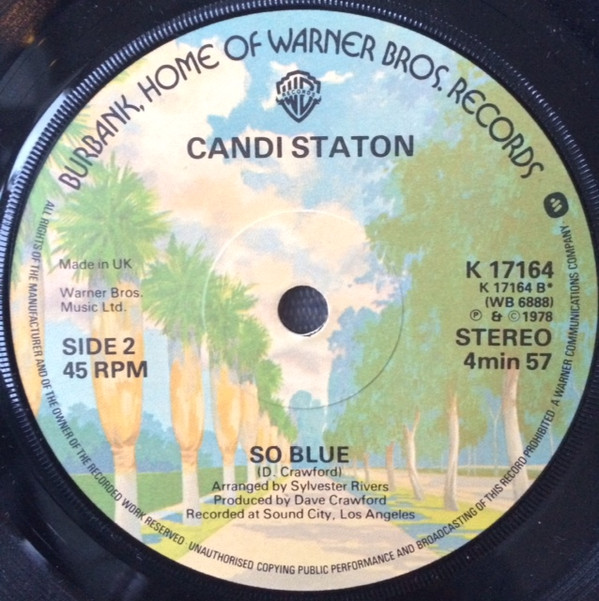 BURBANK, HOME OF WARNER BROS. RECORDS
CANDI STATON
Made in UK
Warner Bros.
Music Ltd.
SIDE 2
45 RPM
K 17164
K 17164 B*
(WB 6888)
℗ & © 1978
STEREO
4min 57
SO BLUE
(D. Crawford)
Arranged by Sylvester Rivers
Produced by Dave Crawford
Recorded at Sound City, Los Angeles
ALL RIGHTS OF THE MANUFACTURER AND OF THE OWNER OF THE RECORDED WORK RESERVED UNAUTHORISED COPYING PUBLIC PERFORMANCE AND BROADCASTING OF THIS RECORD PROHIBITED A WARNER COMMUNICATIONS COMPANY